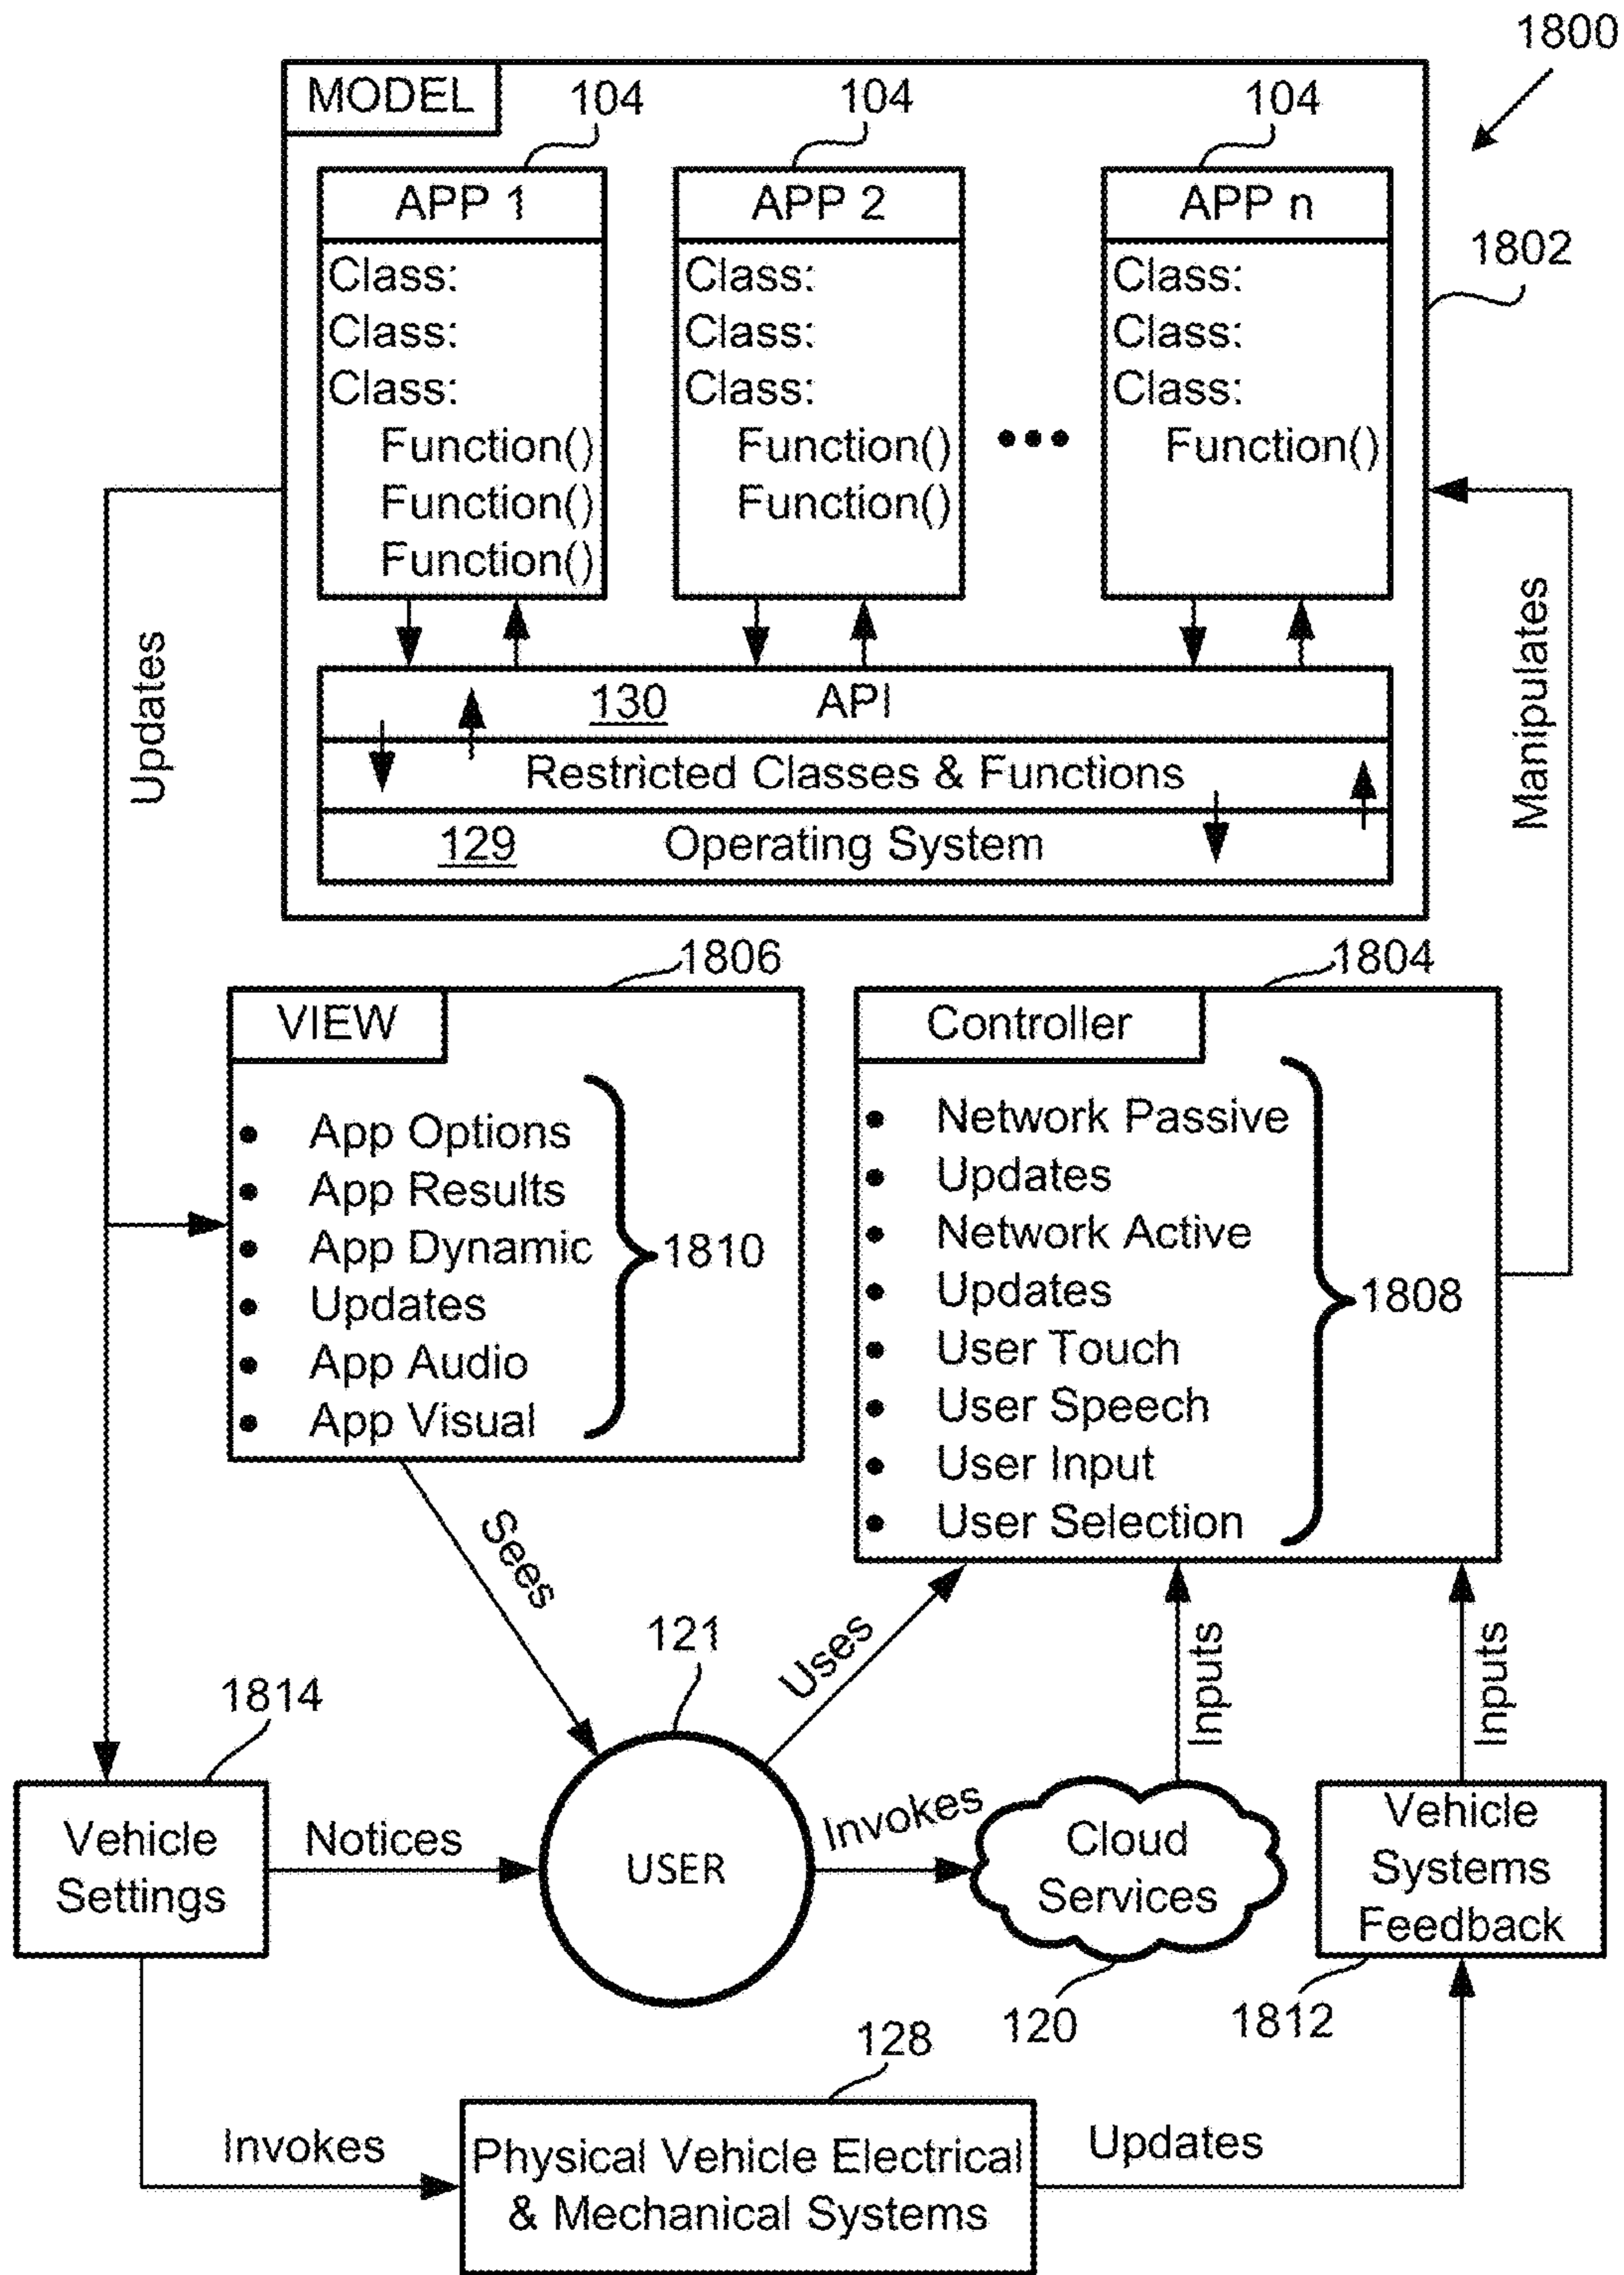 1800
MODEL
104
104
104
APP 1
APP 2
APP n
1802
Class:
Class:
Class:
Function()
Function()
Function()
Class:
Class:
Class:
Function()
Function()
•••
Class:
Class:
Class:
Function()
130 API
Restricted Classes & Functions
129 Operating System
Updates
Manipulates
1806
VIEW
• App Options
• App Results
• App Dynamic
• Updates
• App Audio
• App Visual
1810
1804
Controller
• Network Passive
• Updates
• Network Active
• Updates
• User Touch
• User Speech
• User Input
• User Selection
1808
Sees
Uses
Inputs
Inputs
121
1814
Vehicle
Settings
Notices
USER
Invokes
Cloud
Services
Vehicle
Systems
Feedback
120
1812
128
Invokes
Physical Vehicle Electrical
& Mechanical Systems
Updates